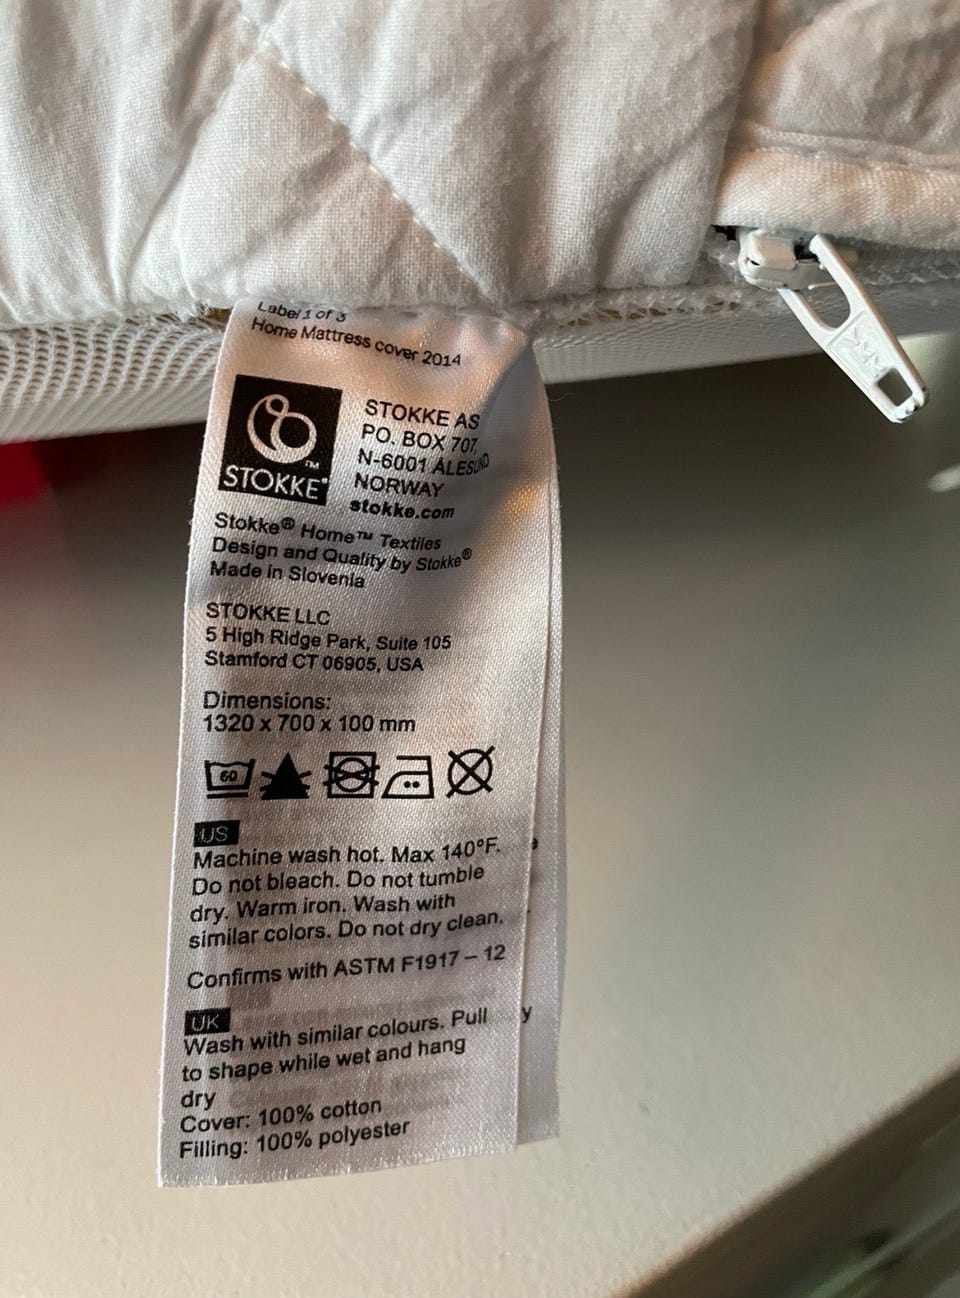 Label 1 of 3
Home Mattress cover 2014
STOKKE AS
PO. BOX 707,
N-6001 ÅLESUND
NORWAY
stokke.com
™
STOKKE®
Stokke® Home™ Textiles
Design and Quality by Stokke®
Made in Slovenia
STOKKE LLC
5 High Ridge Park, Suite 105
Stamford CT 06905, USA
Dimensions:
1320 x 700 x 100 mm
60
US
Machine wash hot. Max 140°F.
Do not bleach. Do not tumble
dry. Warm iron. Wash with
similar colors. Do not dry clean.
Confirms with ASTM F1917 – 12
UK
Wash with similar colours. Pull
to shape while wet and hang
dry
Cover: 100% cotton
Filling: 100% polyester
y
YKK